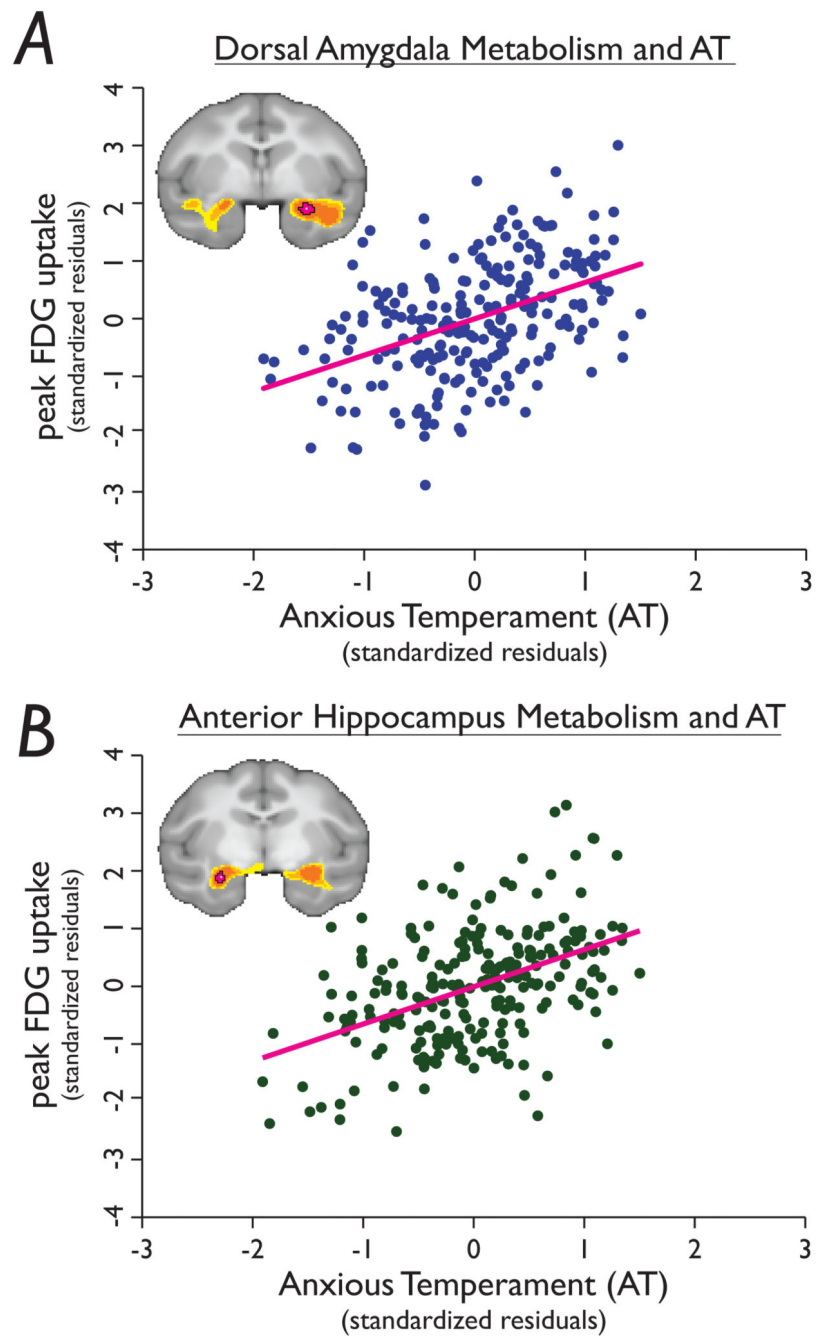 A
Dorsal Amygdala Metabolism and AT
4
3
2
1
0
-1
-2
-3
-4
peak FDG uptake
(standardized residuals)
-3 -2 -1 0 1 2 3
Anxious Temperament (AT)
(standardized residuals)
B
Anterior Hippocampus Metabolism and AT
4
3
2
1
0
-1
-2
-3
-4
peak FDG uptake
(standardized residuals)
-3 -2 -1 0 1 2 3
Anxious Temperament (AT)
(standardized residuals)